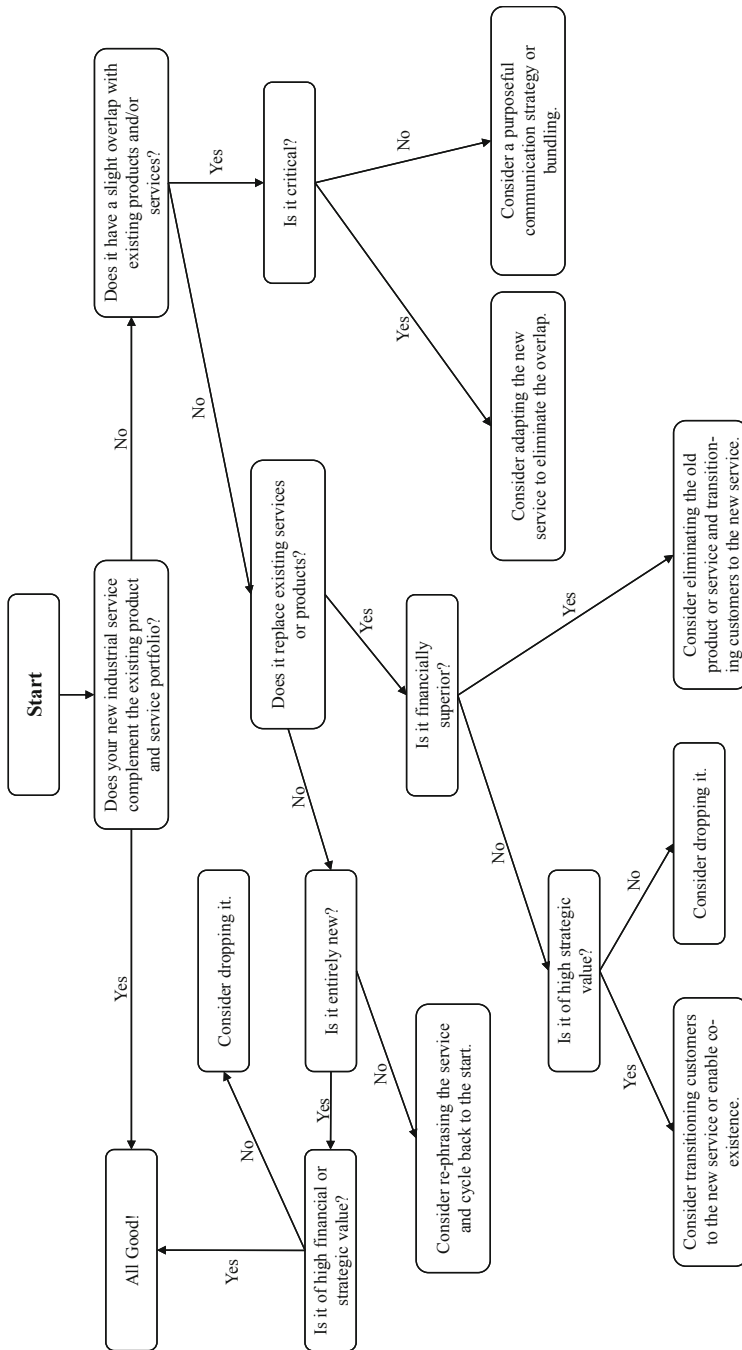 Start
Does your new industrial service
complement the existing product
and service portfolio?
Yes
No
All Good!
Does it have a slight overlap with
existing products and/or
services?
Yes
No
Is it critical?
Yes
No
Consider adapting the new
service to eliminate the overlap.
Consider a purposeful
communication strategy or
bundling.
Does it replace existing services
or products?
No
Yes
Is it entirely new?
Yes
No
Is it of high financial or
strategic value?
Yes
No
Consider dropping it.
Consider re-phrasing the service
and cycle back to the start.
Is it financially
superior?
No
Yes
Is it of high strategic
value?
Yes
No
Consider transitioning customers
to the new service or enable co-
existence.
Consider dropping it.
Consider eliminating the old
product or service and transition-
ing customers to the new service.